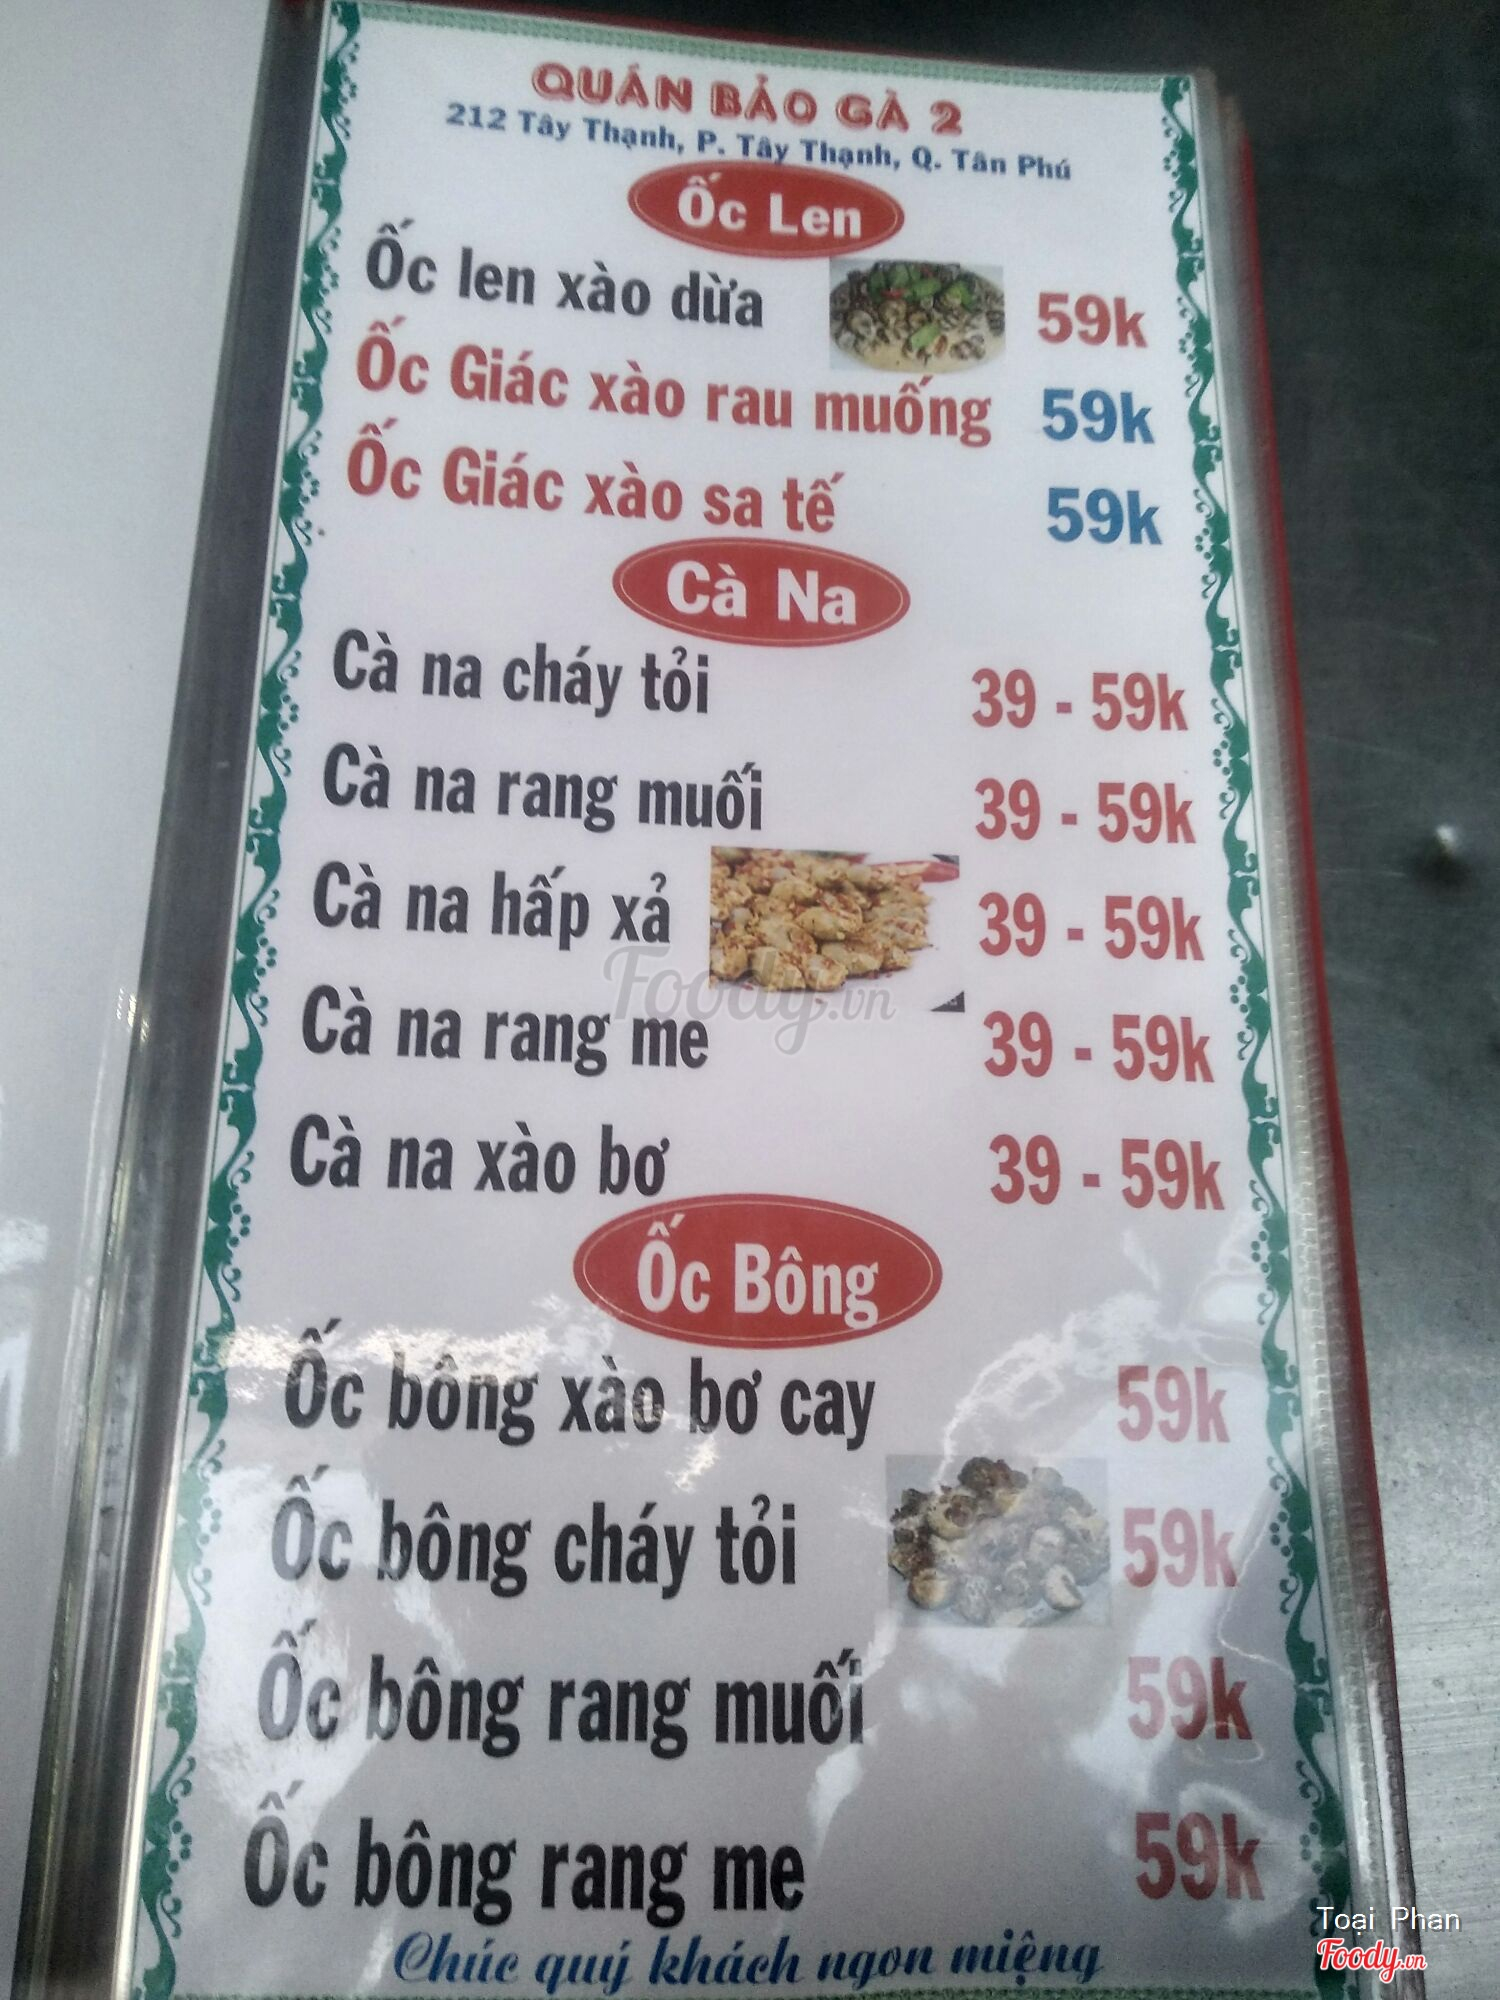 QUÁN BẢO GÀ 2
212 Tây Thạnh, P. Tây Thạnh, Q. Tân Phú
Ốc Len
Ốc len xào dừa 59k
Ốc Giác xào rau muống 59k
Ốc Giác xào sa tế 59k
Cà Na
Cà na cháy tỏi 39 - 59k
Cà na rang muối 39 - 59k
Cà na hấp xả 39 - 59k
Foody.vn
Cà na rang me 39 - 59k
Cà na xào bơ 39 - 59k
Ốc Bông
Ốc bông xào bơ cay 59k
Ốc bông cháy tỏi 59k
Ốc bông rang muối 59k
Ốc bông rang me 59k
Chúc quý khách ngon miệng
Toại Phan
Foody.vn